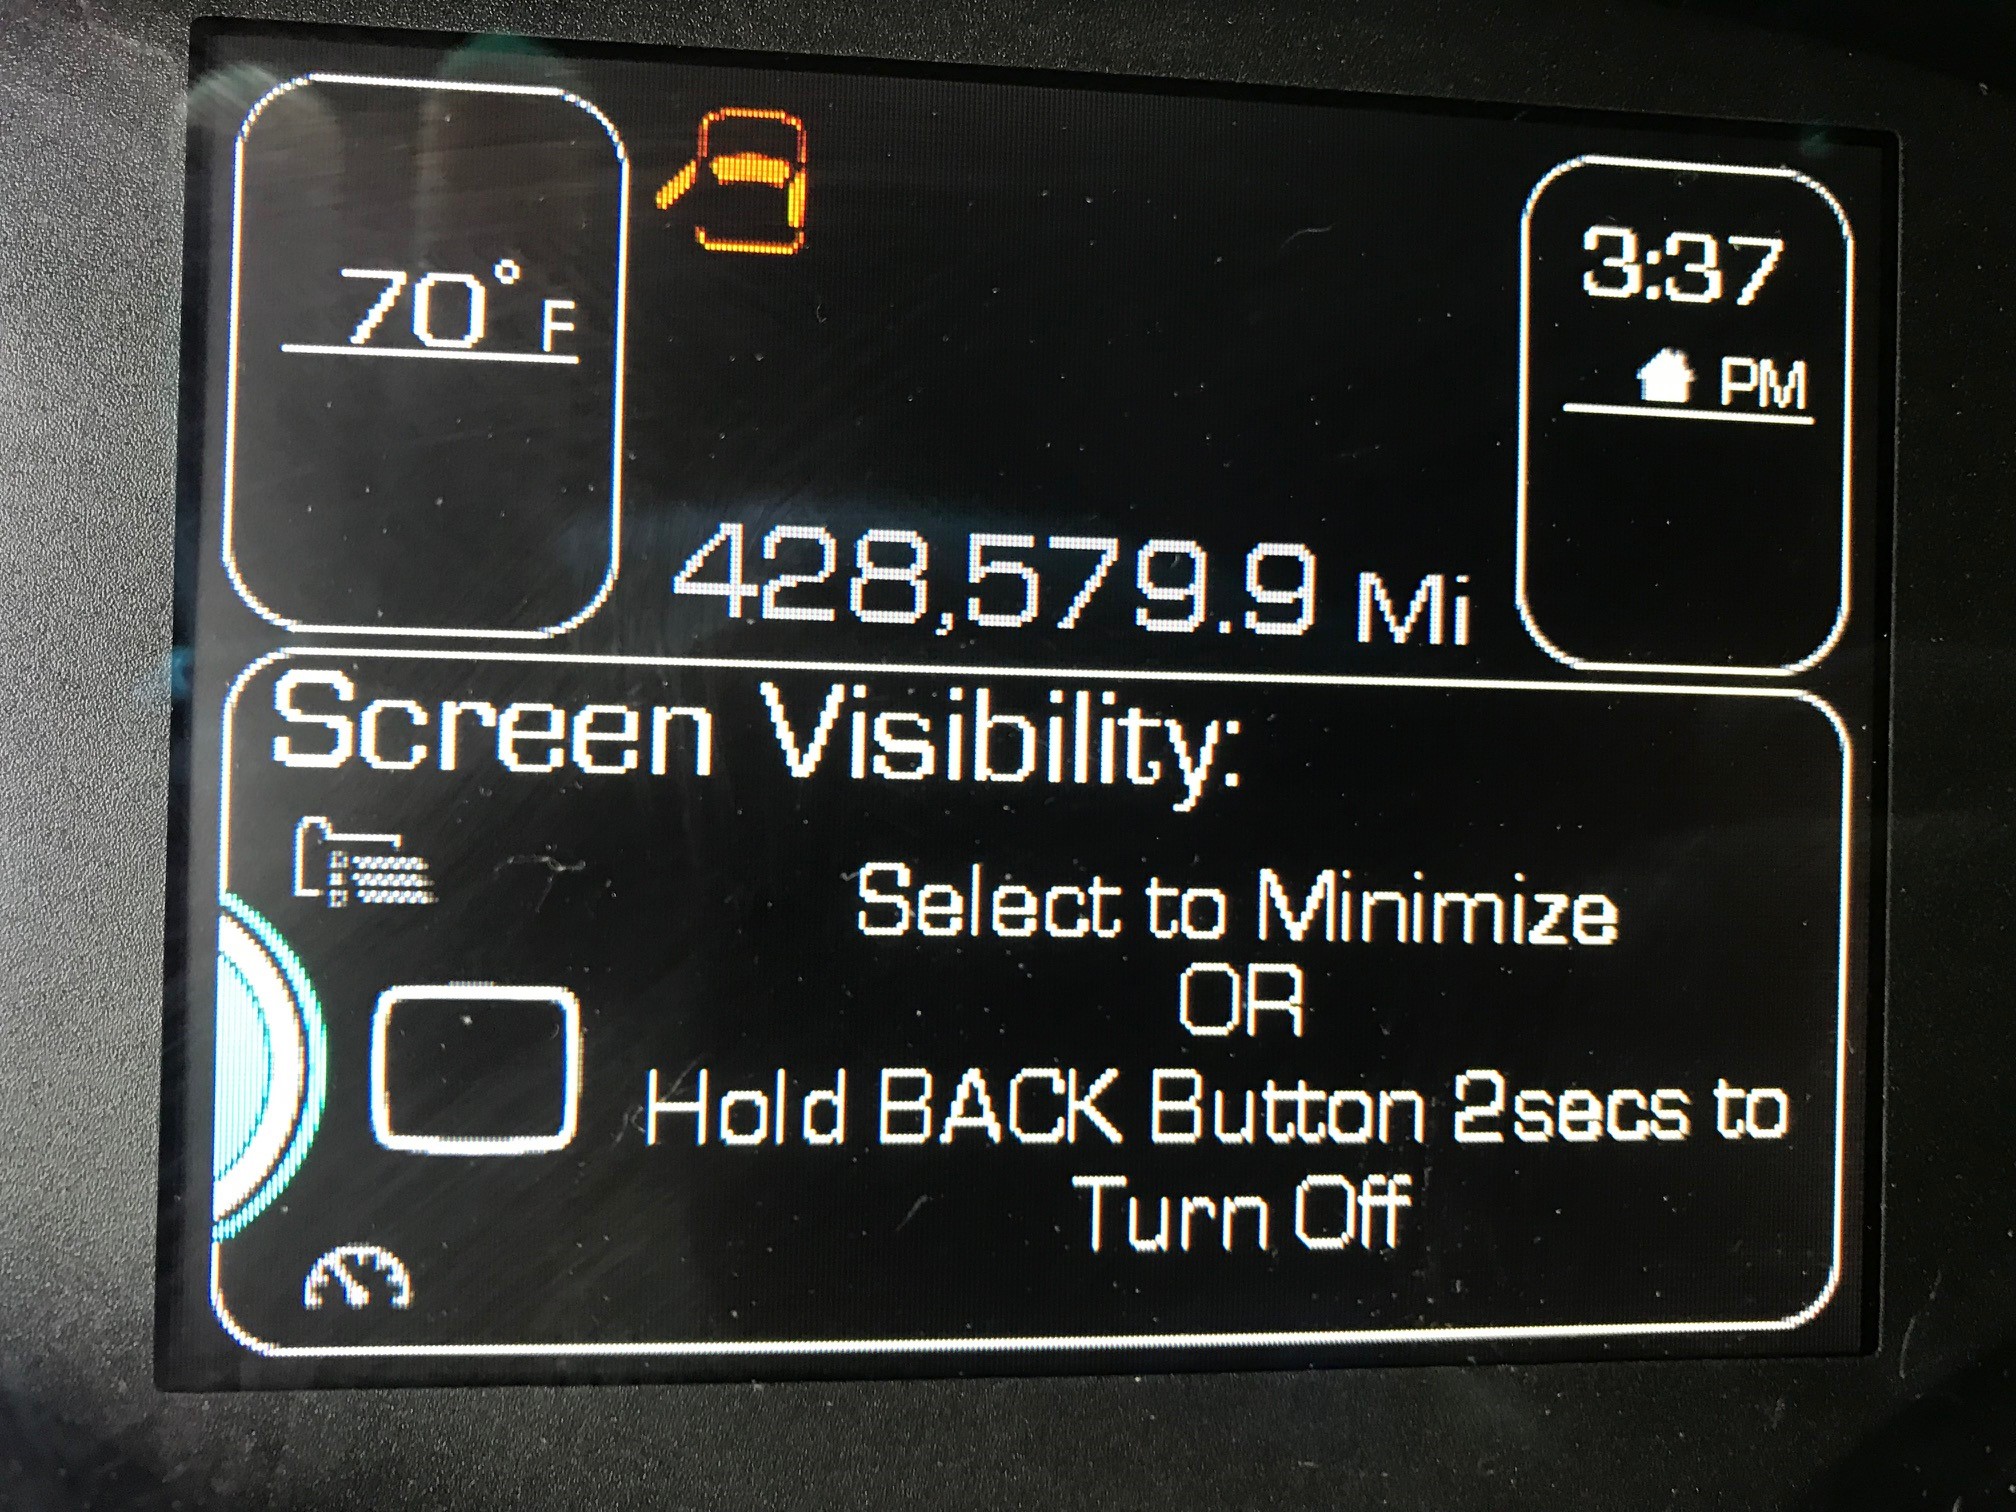 70°F
3:37
PM
428,579.9 Mi
Screen Visibility:
Select to Minimize
OR
Hold BACK Button 2secs to
Turn Off